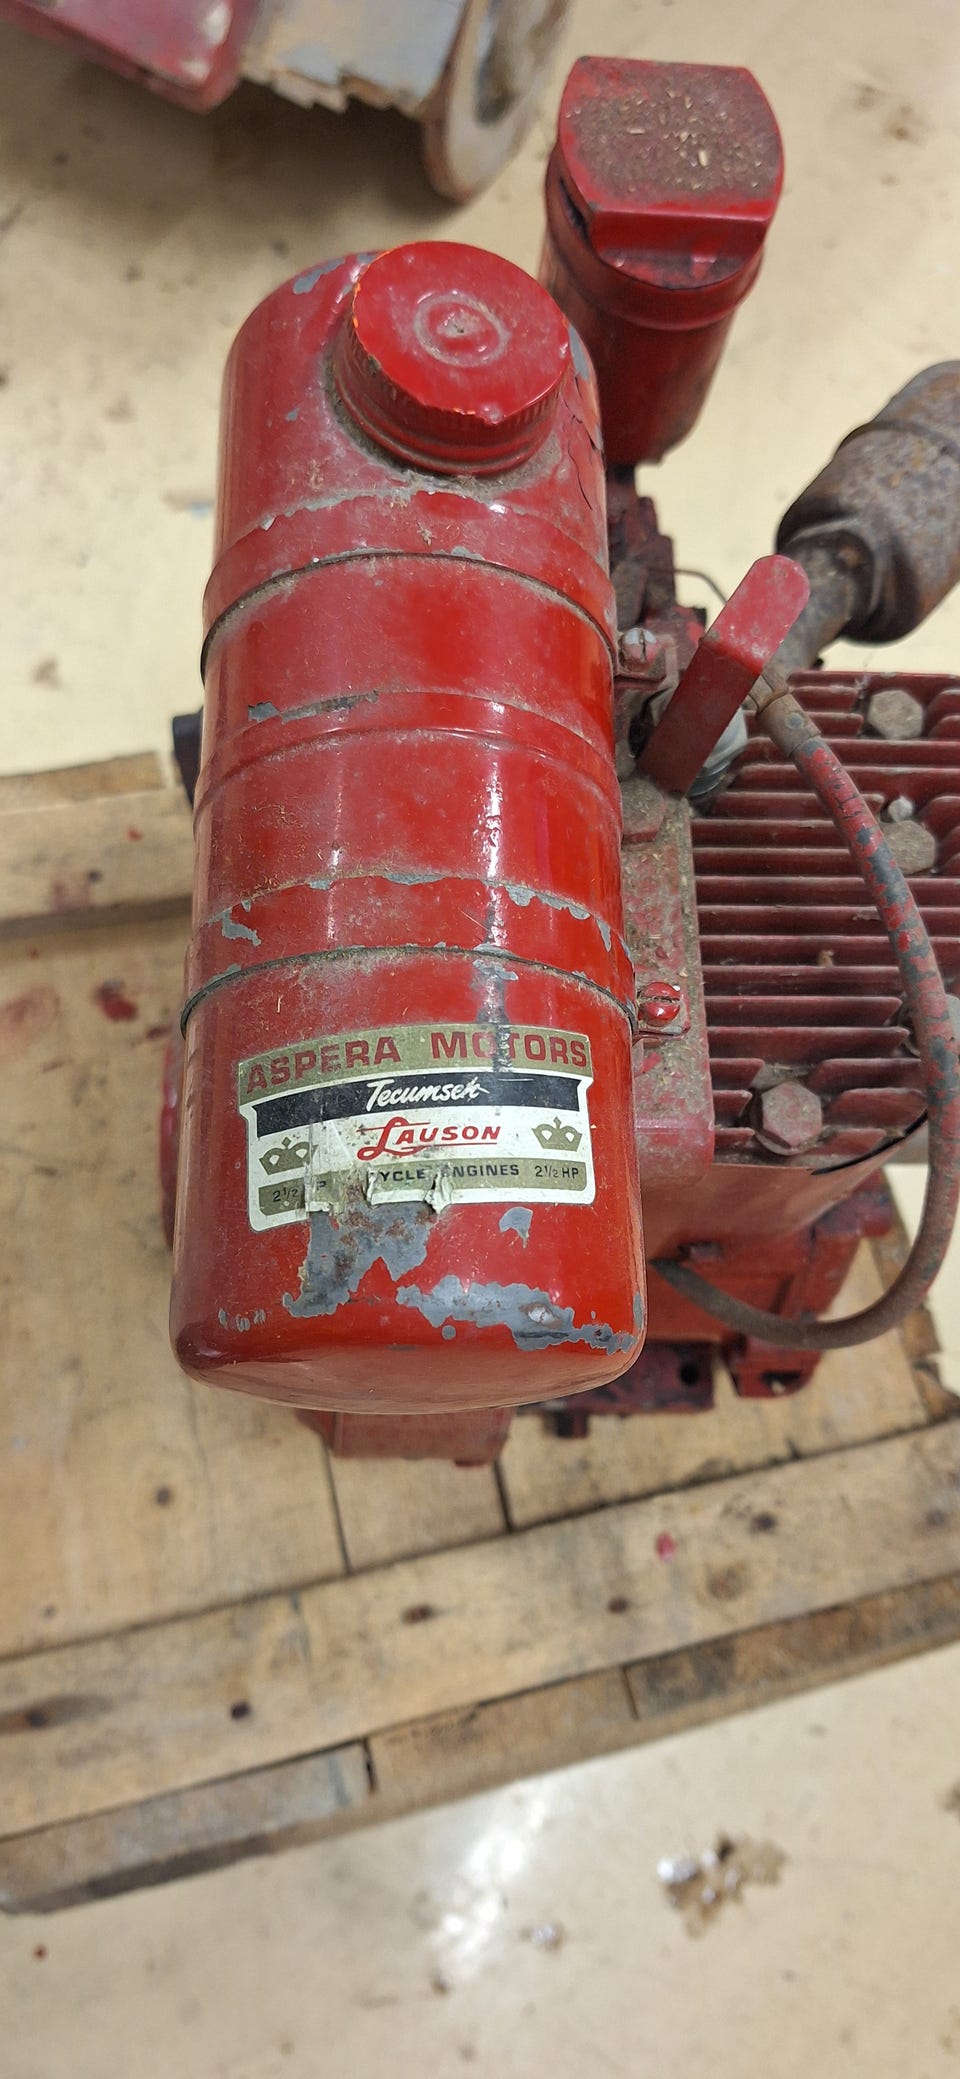 ASPERA MOTORS
Tecumseh
LAUSON
YCLE ENGINES 2½ HP
2½ P